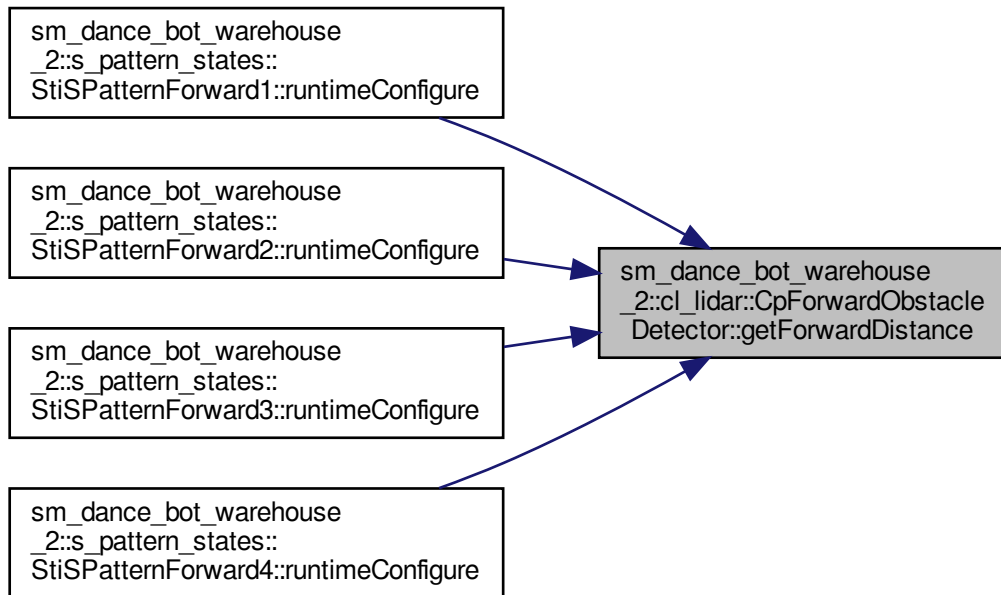 sm_dance_bot_warehouse
_2::s_pattern_states::
StiSPatternForward1::runtimeConfigure
sm_dance_bot_warehouse
_2::s_pattern_states::
StiSPatternForward2::runtimeConfigure
sm_dance_bot_warehouse
_2::cl_lidar::CpForwardObstacle
Detector::getForwardDistance
sm_dance_bot_warehouse
_2::s_pattern_states::
StiSPatternForward3::runtimeConfigure
sm_dance_bot_warehouse
_2::s_pattern_states::
StiSPatternForward4::runtimeConfigure